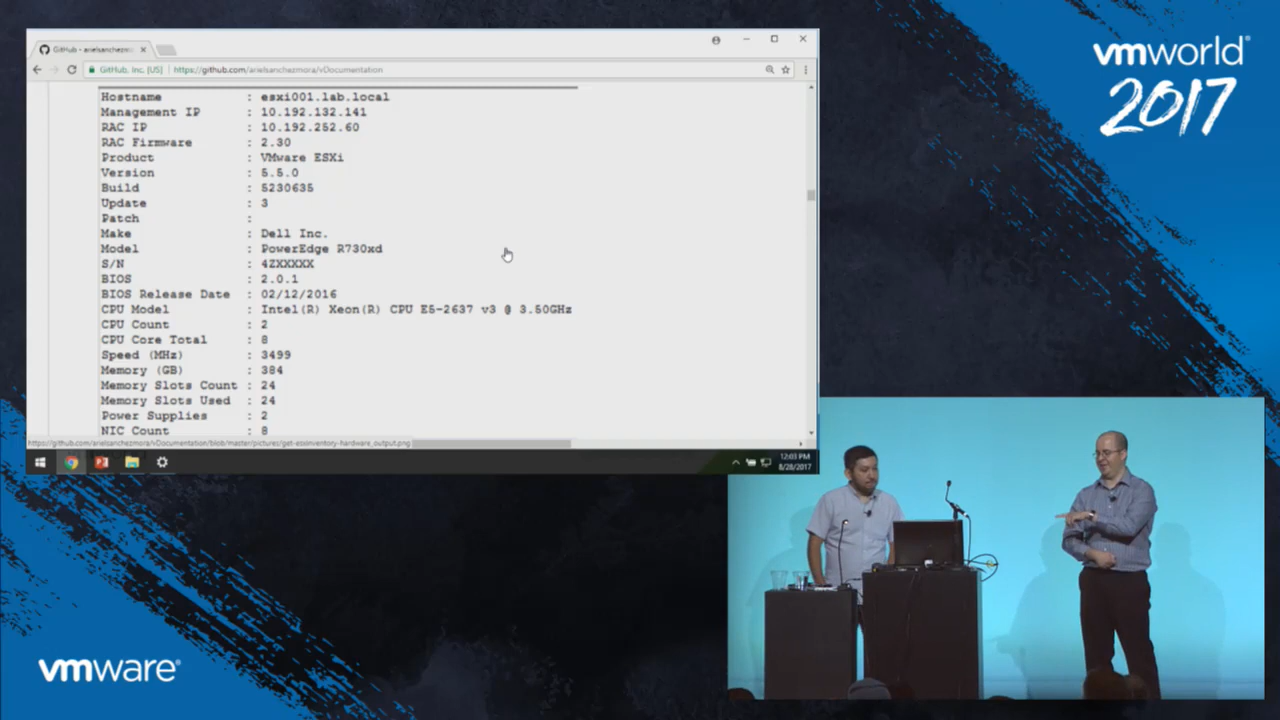 GitHub - arielsanchezmo
GitHub, Inc. [US] https://github.com/arielsanchezmora/vDocumentation
Hostname : esxi001.lab.local
Management IP : 10.192.132.141
RAC IP : 10.192.252.60
RAC Firmware : 2.30
Product : VMware ESXi
Version : 5.5.0
Build : 5230635
Update : 3
Patch :
Make : Dell Inc.
Model : PowerEdge R730xd
S/N : 4ZXXXXX
BIOS : 2.0.1
BIOS Release Date : 02/12/2016
CPU Model : Intel(R) Xeon(R) CPU E5-2637 v3 @ 3.50GHz
CPU Count : 2
CPU Core Total : 8
Speed (MHz) : 3499
Memory (GB) : 384
Memory Slots Count : 24
Memory Slots Used : 24
Power Supplies : 2
NIC Count : 8
https://github.com/arielsanchezmora/vDocumentation/blob/master/pictures/get-esxinventory-hardware_output.png
12:03 PM
8/28/2017
vmworld®
2017
vmware®